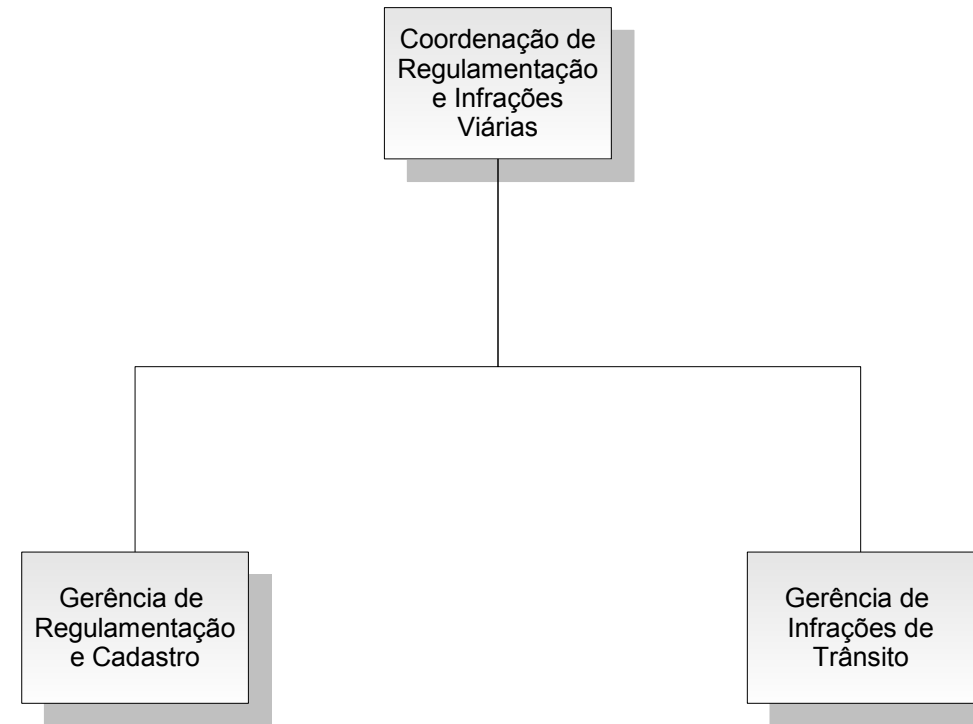 Coordenação de
Regulamentação
e Infrações
Viárias
Gerência de
Regulamentação
e Cadastro
Gerência de
Infrações de
Trânsito